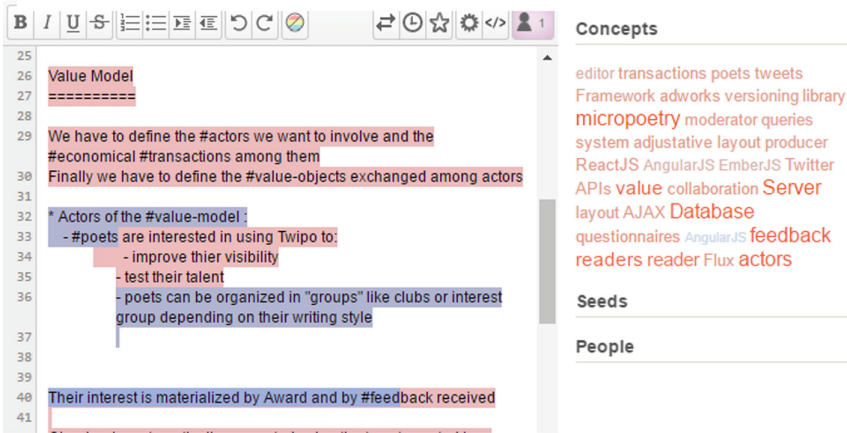 B I U S </> 1
25
26 Value Model
27 ==========
28
29 We have to define the #actors we want to involve and the
#economical #transactions among them
30 Finally we have to define the #value-objects exchanged among actors
31
32 * Actors of the #value-model :
33 - #poets are interested in using Twipo to:
34 - improve thier visibility
35 - test their talent
36 - poets can be organized in "groups" like clubs or interest
group depending on their writing style
37
38
39
40 Their interest is materialized by Award and by #feedback received
41
Concepts
editor transactions poets tweets
Framework adworks versioning library
micropoetry moderator queries
system adjustative layout producer
ReactJS AngularJS EmberJS Twitter
APIs value collaboration Server
layout AJAX Database
questionnaires AngularJS feedback
readers reader Flux actors
Seeds
People